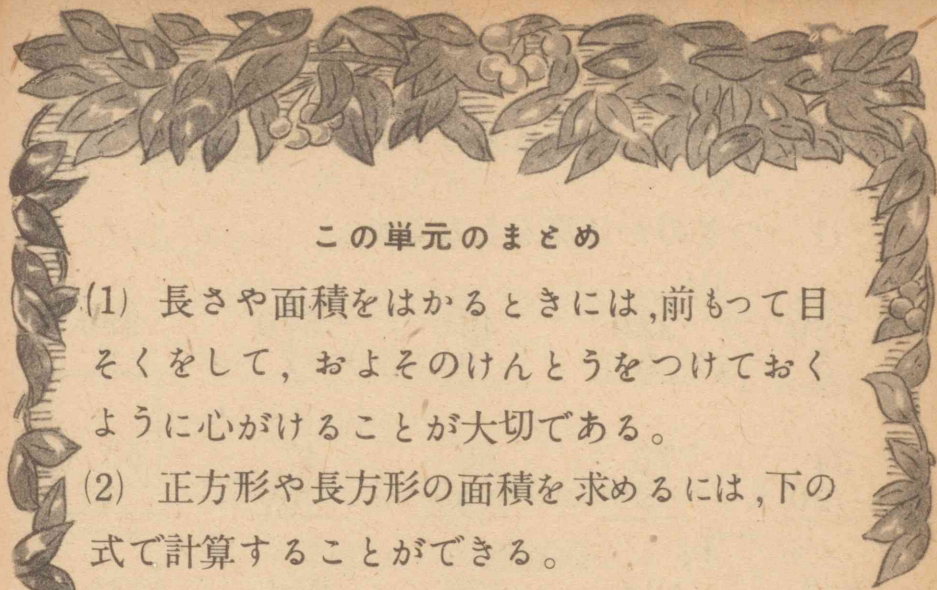 この単元のまとめ
(1) 長さや面積をはかるときには,前もって目
そくをして, およそのけんとうをつけておく
ように心がけることが大切である。
(2) 正方形や長方形の面積を求めるには,下の
式で計算することができる。